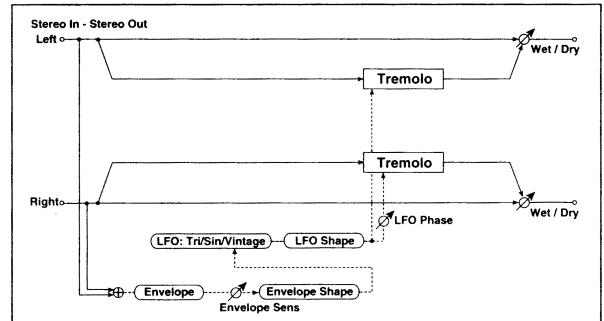 Stereo In - Stereo Out
Left
Wet / Dry
Tremolo
Tremolo
Right
LFO Phase
Wet / Dry
LFO: Tri/Sin/Vintage
LFO Shape
Envelope
Envelope Shape
Envelope Sens